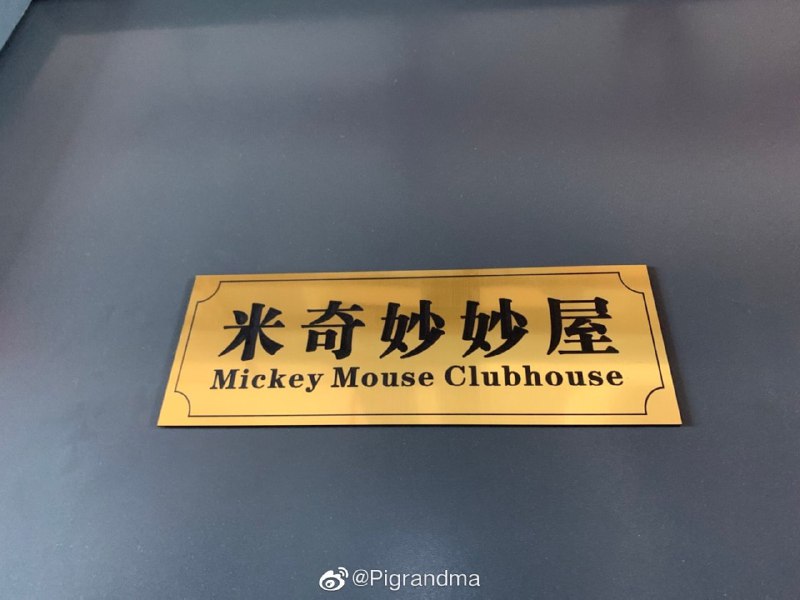 米奇妙妙屋
Mickey Mouse Clubhouse
@Pigrandma